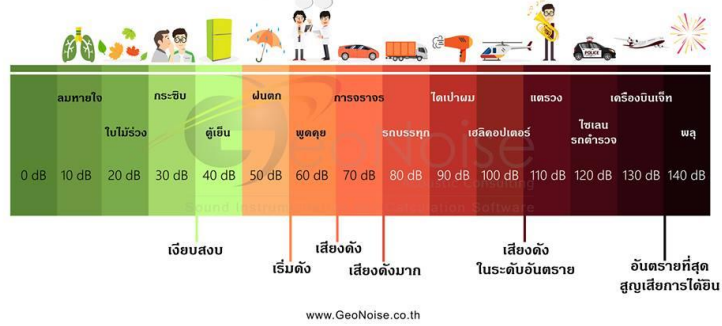 ลมหายใจ
ใบไม้ร่วง
กระซิบ
ตู้เย็น
ฝนตก
พูดคุย
การจราจร
รถบรรทุก
ไดเป่าผม
เฮลิคอปเตอร์
แตรวง
ไซเลน
รถตำรวจ
เครื่องบินเจ็ท
พลุ
POLICE
GeoNoise
0 dB 10 dB 20 dB 30 dB 40 dB 50 dB 60 dB 70 dB 80 dB 90 dB 100 dB 110 dB 120 dB 130 dB 140 dB
เงียบสงบ
เริ่มดัง
เสียงดัง
เสียงดังมาก
เสียงดัง
ในระดับอันตราย
อันตรายที่สุด
สูญเสียการได้ยิน
www.GeoNoise.co.th